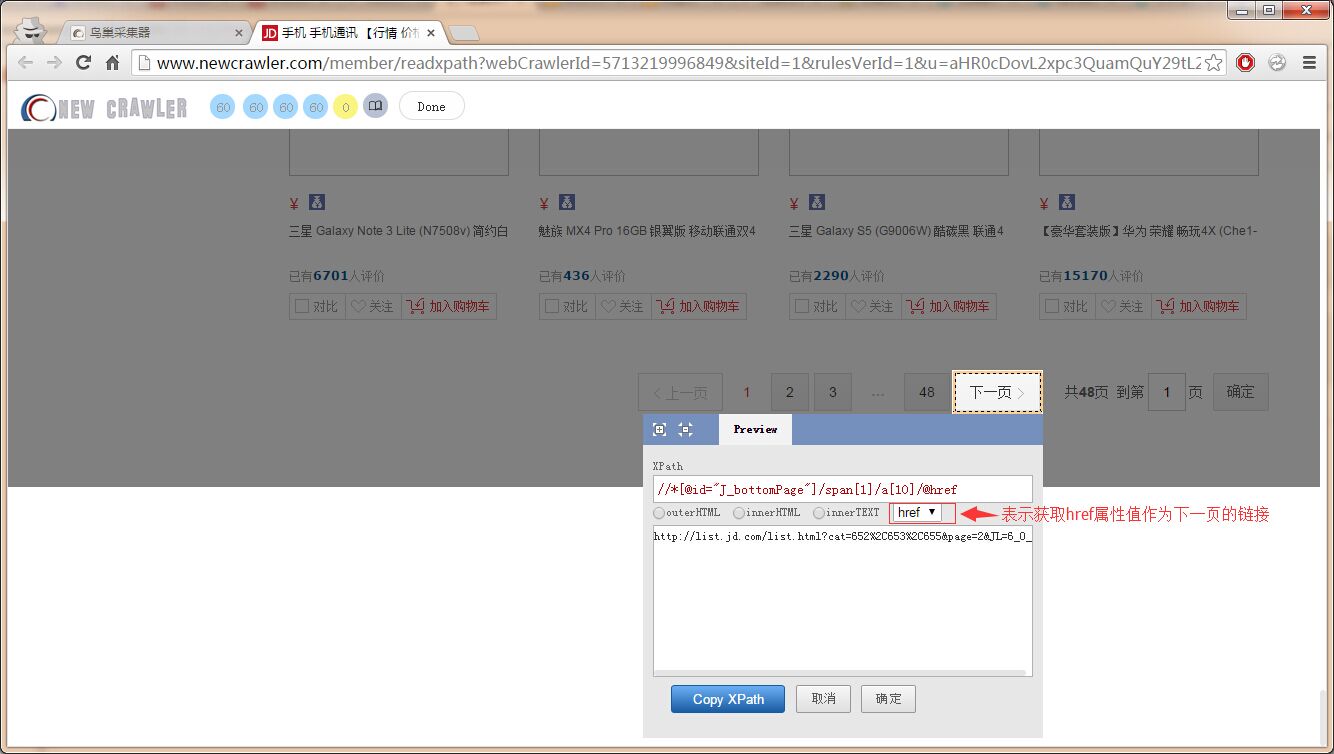 鸟巢采集器
JD 手机 手机通讯 【行情 价格
www.newcrawler.com/member/readxpath?webCrawlerId=5713219996849&siteId=1&rulesVerId=1&u=aHR0cDovL2xpc3QuamQuY29tL2
NEW CRAWLER 60 60 60 60 0 Done
¥ ¥ ¥ ¥
三星 Galaxy Note 3 Lite (N7508v) 简约白 魅族 MX4 Pro 16GB 银翼版 移动联通双4 三星 Galaxy S5 (G9006W) 酷碳黑 联通4 【豪华套装版】华为 荣耀 畅玩4X (Che1-
已有6701人评价 已有436人评价 已有2290人评价 已有15170人评价
对比 关注 加入购物车 对比 关注 加入购物车 对比 关注 加入购物车 对比 关注 加入购物车
上一页 1 2 3 ... 48 下一页 共48页 到第 1 页 确定
Preview
XPath
//*[@id="J_bottomPage"]/span[1]/a[10]/@href
outerHTML innerHTML innerTEXT href 表示获取href属性值作为下一页的链接
http://list.jd.com/list.html?cat=652%2C653%2C655&page=2&JL=6_0_
Copy XPath 取消 确定